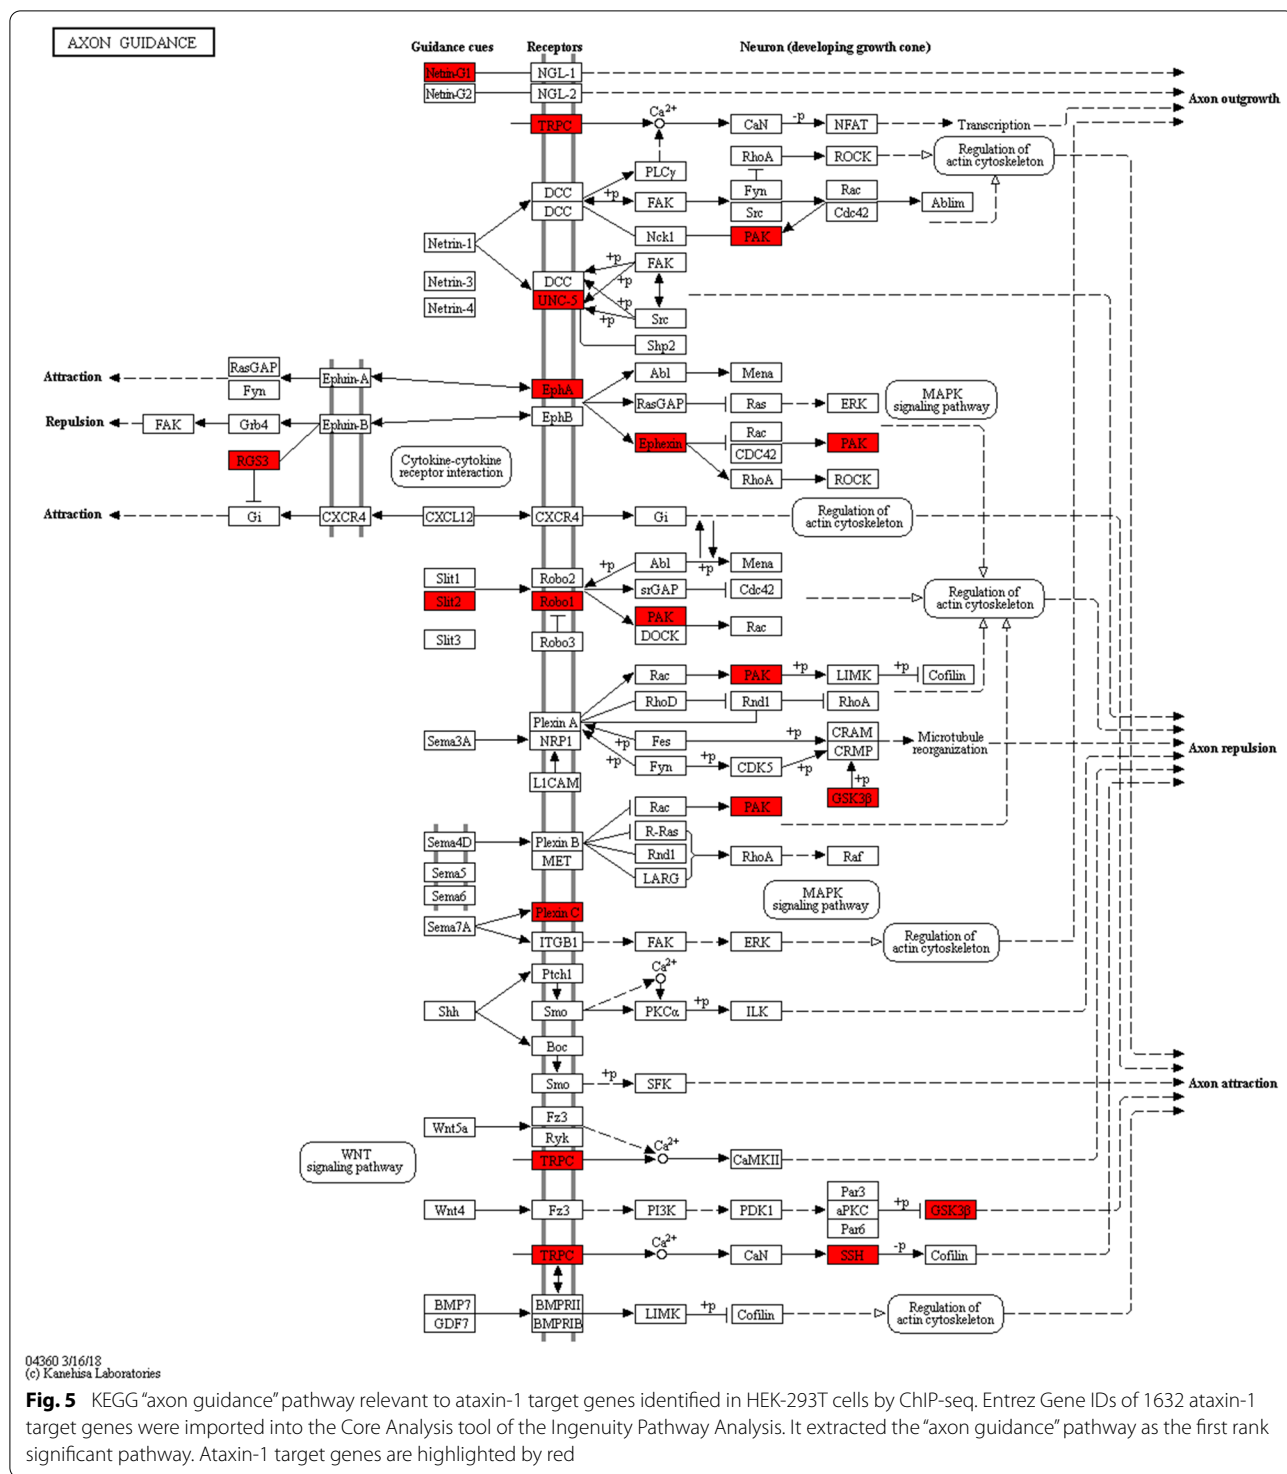 AXON GUIDANCE
Guidance cues Receptors Neuron (developing growth cone)
Netrin-G1 NGL-1
Netrin-G2 NGL-2
Axon outgrowth
TRPC Ca2+ CaN -p NFAT Transcription
PLCγ RhoA ROCK Regulation of
actin cytoskeleton
DCC +p FAK Fyn Rac Ablim
DCC Src Cdc42
Netrin-1 Nck1 PAK
+p FAK
Netrin-3 DCC +p
Netrin-4 UNC-5 +p
+p Src
Shp2
Attraction RasGAP Ephrin-A EphA Abl Mena
Fyn
RasGAP Ras ERK MAPK
signaling pathway
Repulsion FAK Grb4 Ephrin-B EphB
RGS3 Ephexin Rac PAK
CDC42
Cytokine-cytokine
receptor interaction
RhoA ROCK
Attraction Gi CXCR4 CXCL12 CXCR4 Gi Regulation of
actin cytoskeleton
Slit1 Robo2 +p Abl +p Mena
Slit2 Robo1 srGAP Cdc42 Regulation of
actin cytoskeleton
Slit3 Robo3 PAK Rac
DOCK
Rac PAK +p LIMK +p Cofilin
RhoD Rnd1 RhoA
Sema3A Plexin A +p Fes +p CRAM Microtubule
reorganization
NRP1 +p Fyn CDK5 +p CRMP Axon repulsion
L1CAM +p
GSK3β
Rac PAK
Sema4D Plexin B R-Ras
MET Rnd1 RhoA Raf
Sema5 LARG
Sema6 MAPK
signaling pathway
Sema7A Plexin C
ITGB1 FAK ERK Regulation of
actin cytoskeleton
Ptch1 Ca2+
Shh Smo PKCα +p ILK
Boc
Smo +p SFK Axon attraction
Wnt5a Fz3
Ryk Ca2+
WNT
signaling pathway
TRPC CaMKII
Wnt4 Fz3 PI3K PDK1 Par3
aPKC +p GSK3β
Par6
TRPC Ca2+ CaN SSH -p Cofilin
BMP7 BMPRII LIMK +p Cofilin Regulation of
actin cytoskeleton
GDF7 BMPRIB
04360 3/16/18
(c) Kanehisa Laboratories
Fig. 5 KEGG “axon guidance” pathway relevant to ataxin-1 target genes identified in HEK-293T cells by ChIP-seq. Entrez Gene IDs of 1632 ataxin-1
target genes were imported into the Core Analysis tool of the Ingenuity Pathway Analysis. It extracted the “axon guidance” pathway as the first rank
significant pathway. Ataxin-1 target genes are highlighted by red